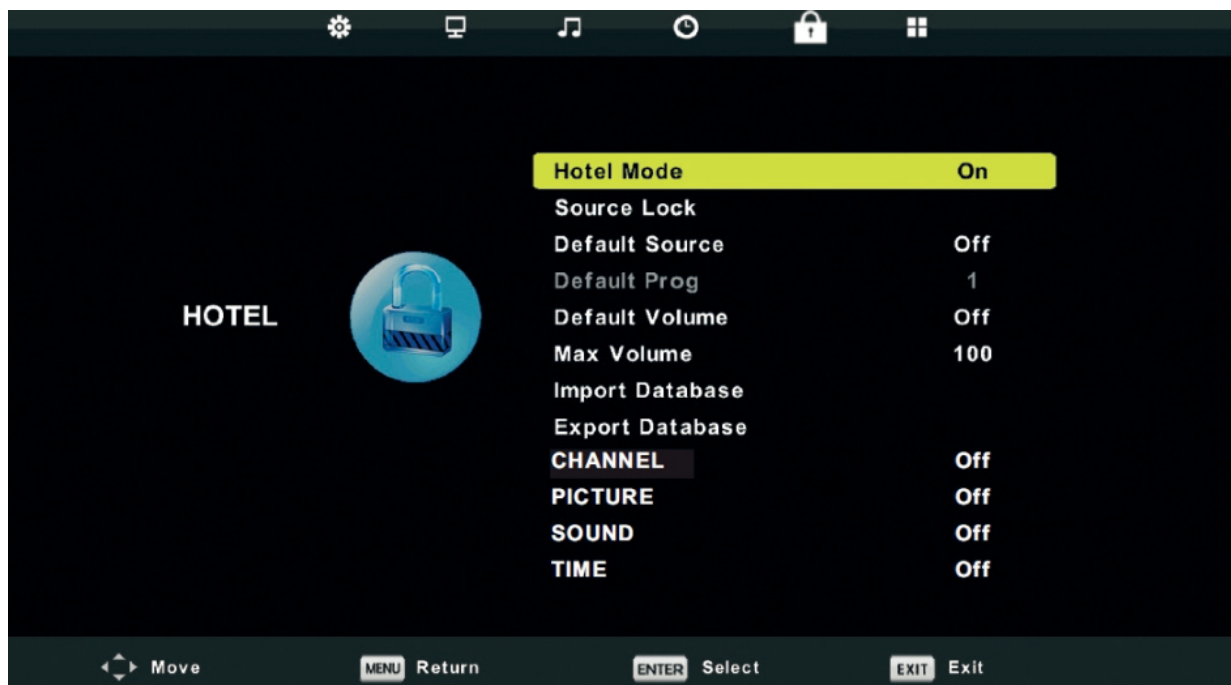 Hotel Mode On
Source Lock
Default Source Off
Default Prog 1
HOTEL
Default Volume Off
Max Volume 100
Import Database
Export Database
CHANNEL Off
PICTURE Off
SOUND Off
TIME Off
Move MENU Return ENTER Select EXIT Exit